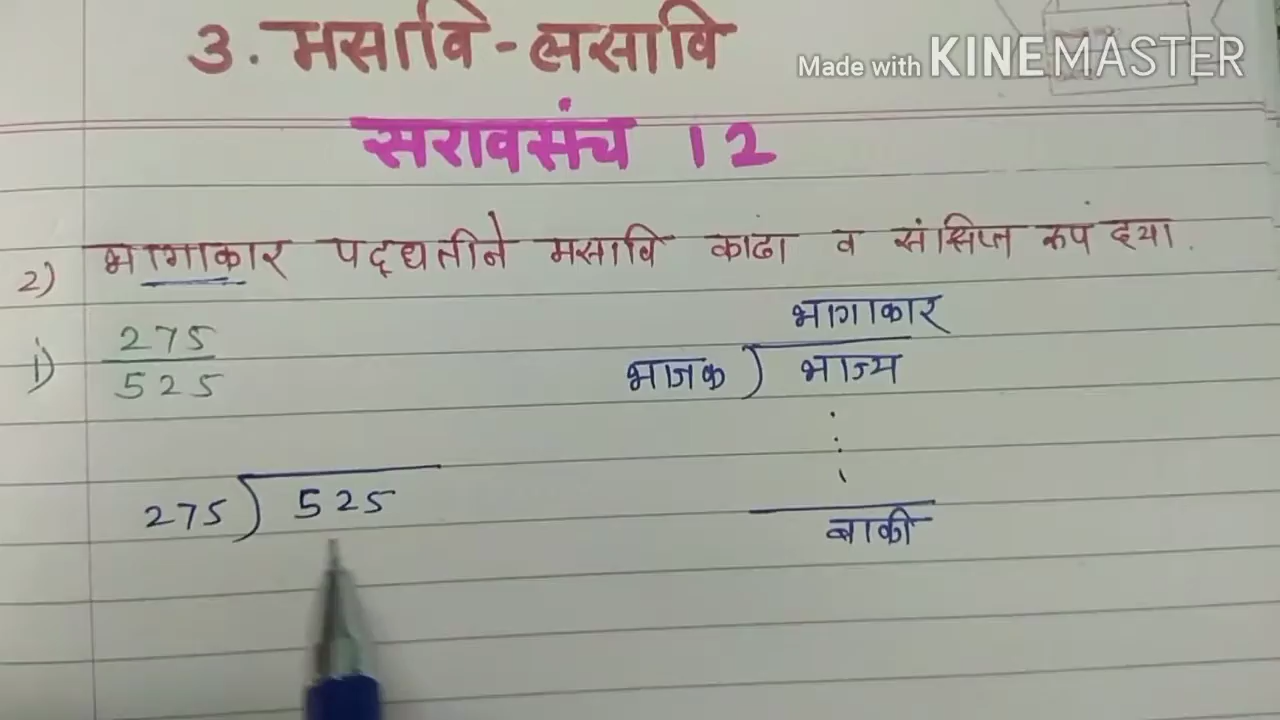 3. मसावि - लसावि
Made with KINEMASTER
सरावसंच 12
2) भागाकार पद्धतीने मसावि काढा व संक्षिप्त रूप द्या.
i) 275
525
भागाकार
भाजक ) भाज्य
बाकी
275 ) 525